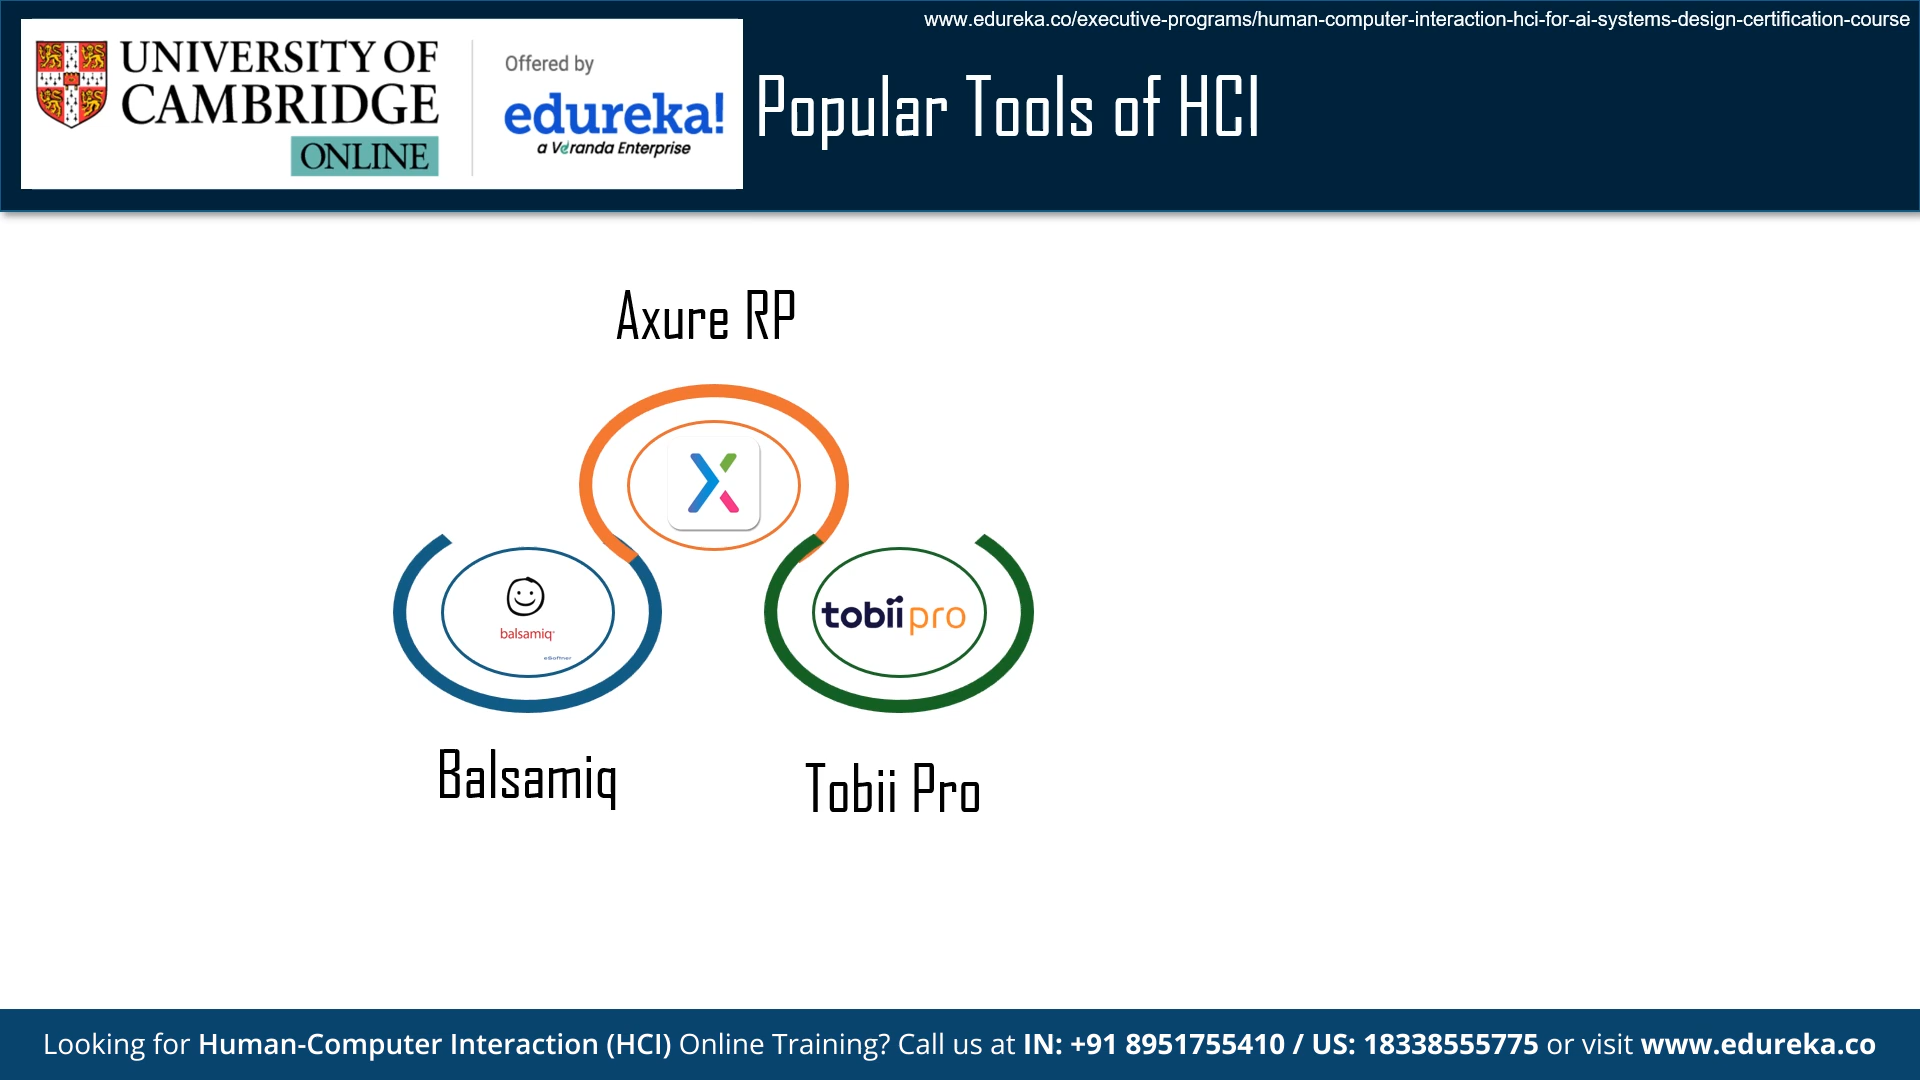 www.edureka.co/executive-programs/human-computer-interaction-hci-for-ai-systems-design-certification-course
UNIVERSITY OF
CAMBRIDGE
ONLINE
Offered by
edureka!
a Veranda Enterprise
Popular Tools of HCI
Axure RP
balsamiq
tobii pro
Balsamiq
Tobii Pro
Looking for Human-Computer Interaction (HCI) Online Training? Call us at IN: +91 8951755410 / US: 18338555775 or visit www.edureka.co